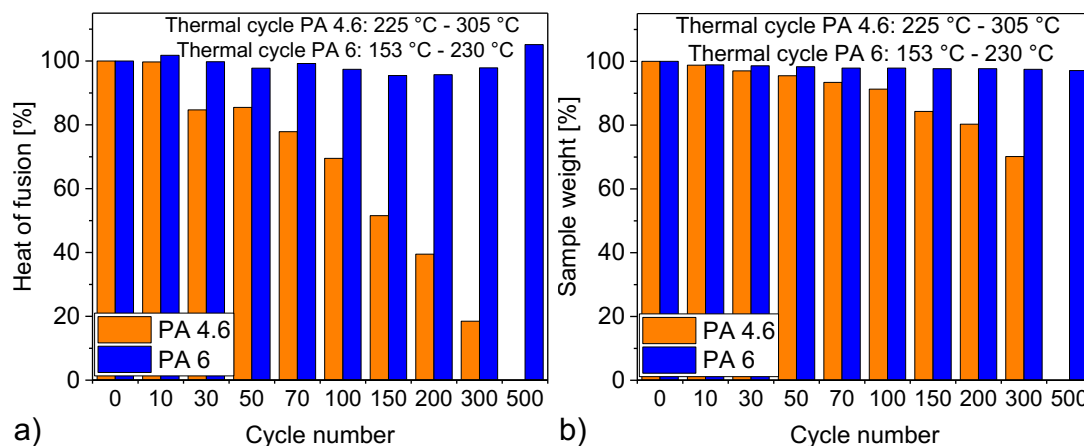 Thermal cycle PA 4.6: 225 °C - 305 °C
Thermal cycle PA 6: 153 °C - 230 °C
Heat of fusion [%]
100
80
60
40
20
0
PA 4.6
PA 6
0 10 30 50 70 100 150 200 300 500
Cycle number
a)
Thermal cycle PA 4.6: 225 °C - 305 °C
Thermal cycle PA 6: 153 °C - 230 °C
Sample weight [%]
100
80
60
40
20
0
PA 4.6
PA 6
0 10 30 50 70 100 150 200 300 500
Cycle number
b)